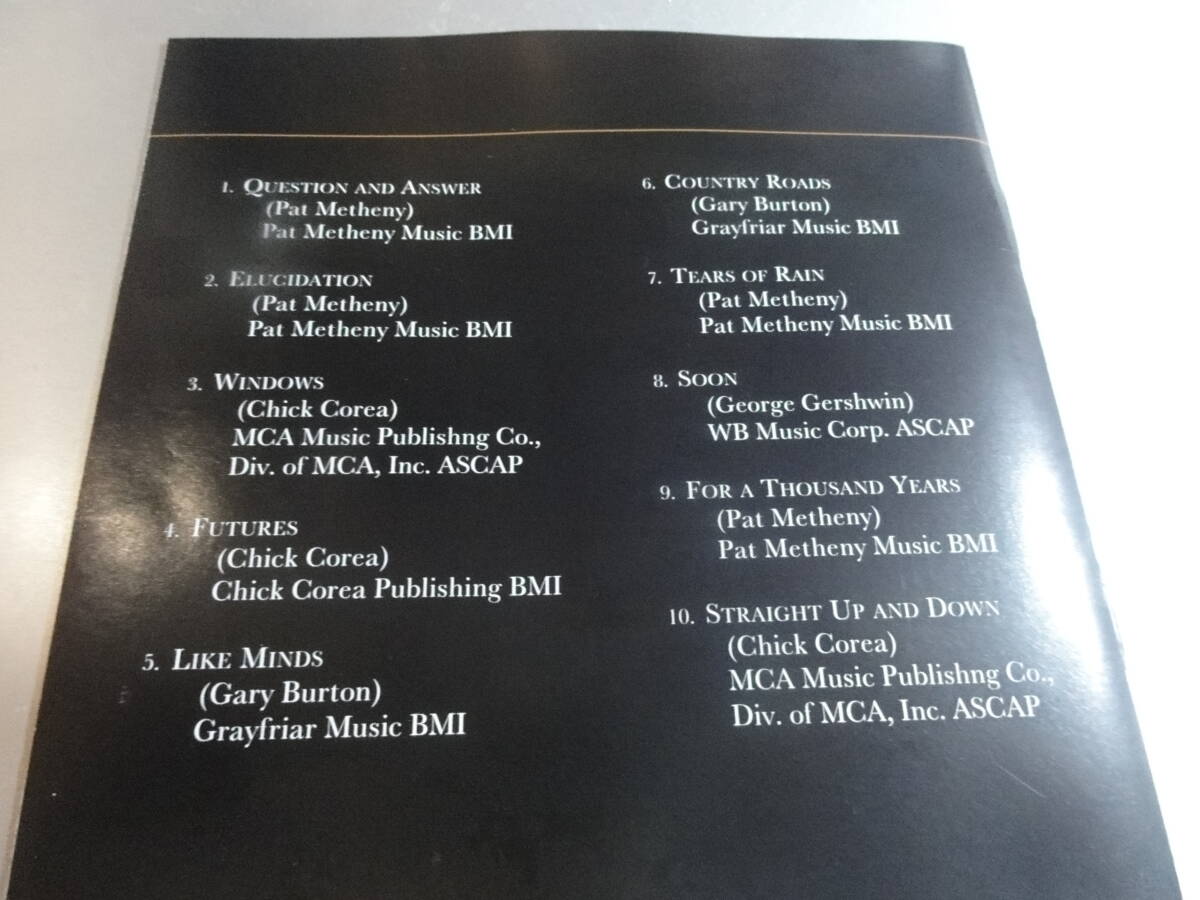 1. QUESTION AND ANSWER
(Pat Metheny)
Pat Metheny Music BMI
2. ELUCIDATION
(Pat Metheny)
Pat Metheny Music BMI
3. WINDOWS
(Chick Corea)
MCA Music Publishng Co.,
Div. of MCA, Inc. ASCAP
4. FUTURES
(Chick Corea)
Chick Corea Publishing BMI
5. LIKE MINDS
(Gary Burton)
Grayfriar Music BMI
6. COUNTRY ROADS
(Gary Burton)
Grayfriar Music BMI
7. TEARS OF RAIN
(Pat Metheny)
Pat Metheny Music BMI
8. SOON
(George Gershwin)
WB Music Corp. ASCAP
9. FOR A THOUSAND YEARS
(Pat Metheny)
Pat Metheny Music BMI
10. STRAIGHT UP AND DOWN
(Chick Corea)
MCA Music Publishng Co.,
Div. of MCA, Inc. ASCAP